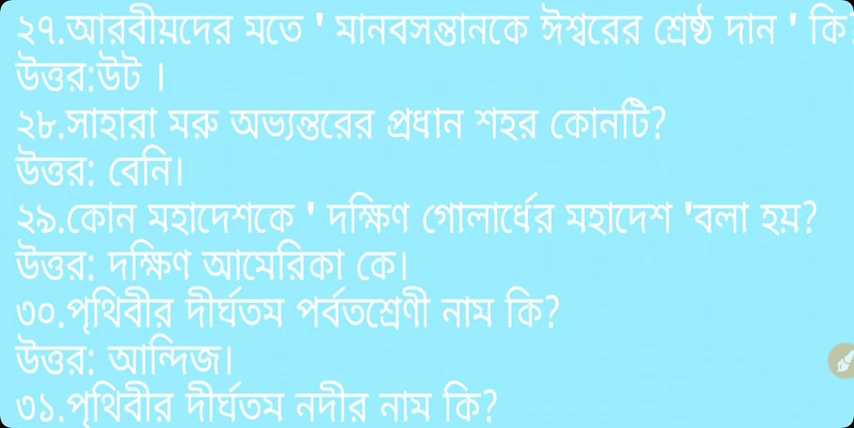 ২৭.আরবীয়দের মতে ' মানবসন্তানকে ঈশ্বরের শ্রেষ্ঠ দান ' কি?
উত্তর:উট ।
২৮.সাহারা মরু অভ্যন্তরের প্রধান শহর কোনটি?
উত্তর: বেনি।
২৯.কোন মহাদেশকে ' দক্ষিণ গোলার্ধের মহাদেশ 'বলা হয়?
উত্তর: দক্ষিণ আমেরিকা কে।
৩০.পৃথিবীর দীর্ঘতম পর্বতশ্রেণী নাম কি?
উত্তর: আন্দিজ।
৩১.পৃথিবীর দীর্ঘতম নদীর নাম কি?